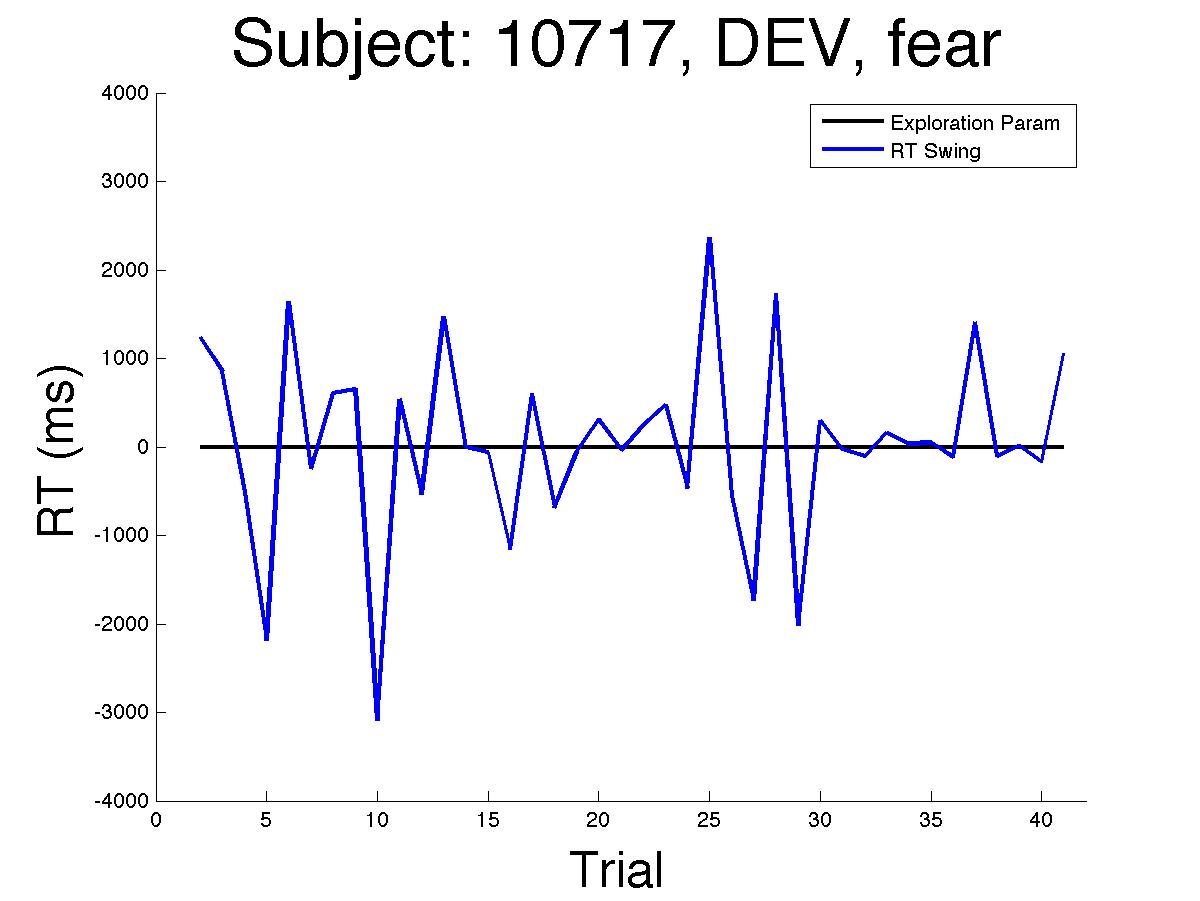 Subject: 10717, DEV, fear
4000
3000
2000
1000
0
-1000
-2000
-3000
-4000
RT (ms)
Exploration Param
RT Swing
0 5 10 15 20 25 30 35 40
Trial